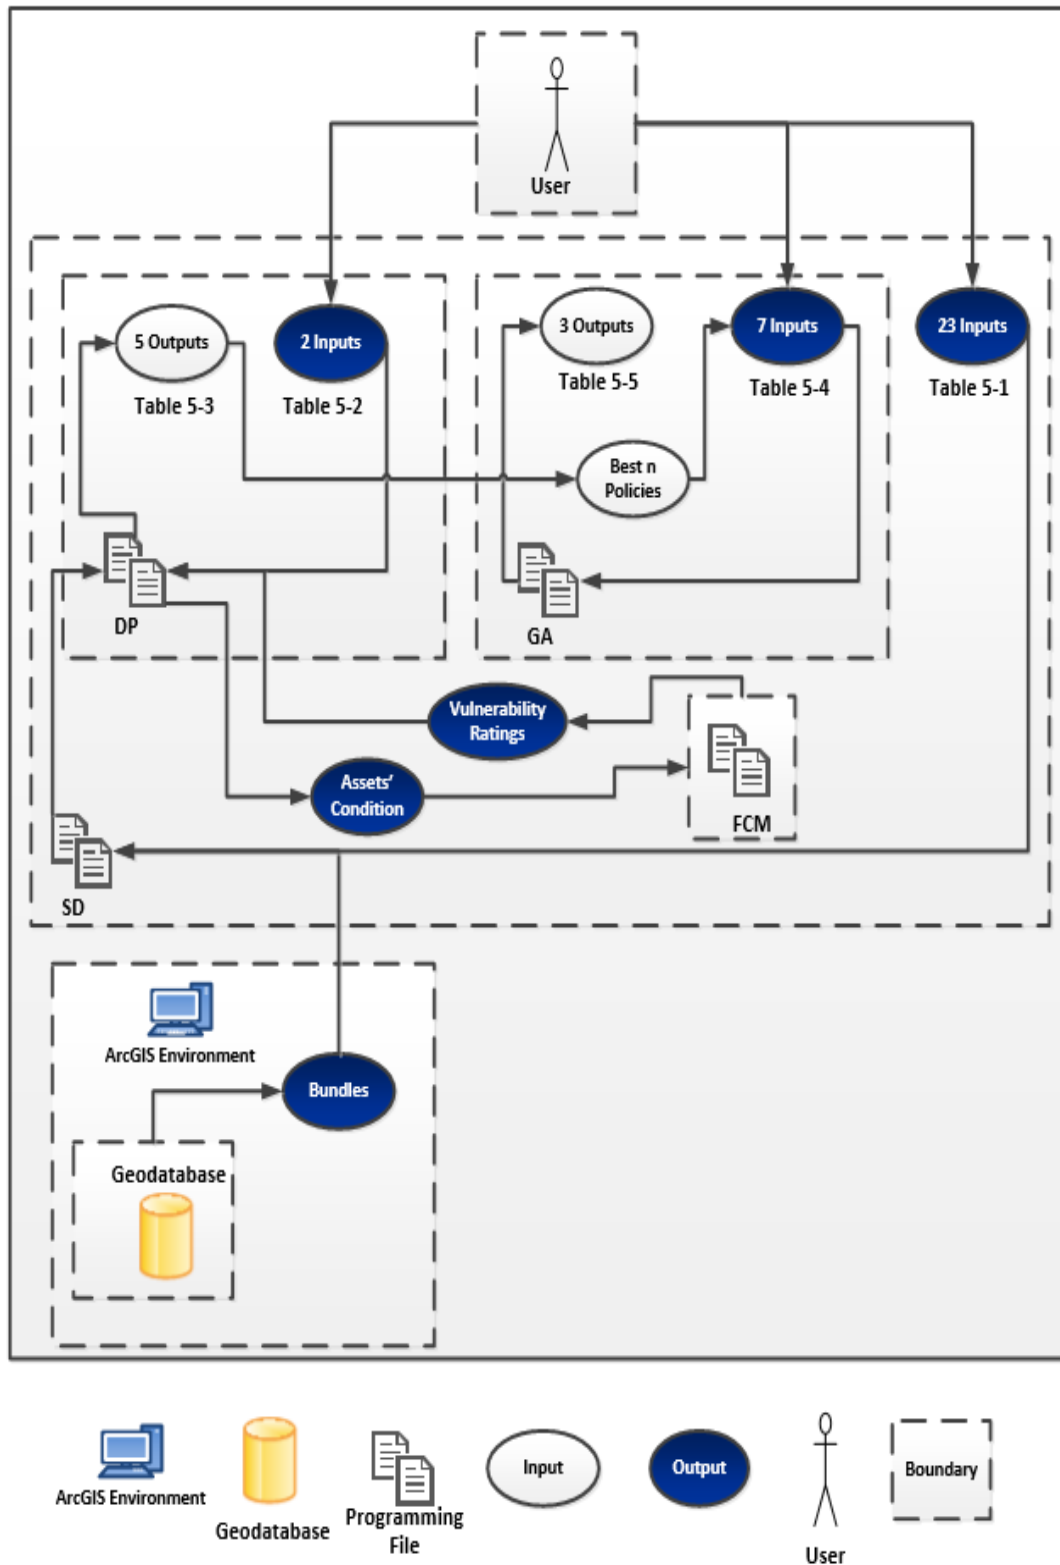 User
5 Outputs
2 Inputs
3 Outputs
7 Inputs
23 Inputs
Table 5-3
Table 5-2
Table 5-5
Table 5-4
Table 5-1
Best n
Policies
DP
GA
Vulnerability
Ratings
Assets'
Condition
FCM
SD
ArcGIS Environment
Bundles
Geodatabase
ArcGIS Environment
Geodatabase
Programming
File
Input
Output
User
Boundary